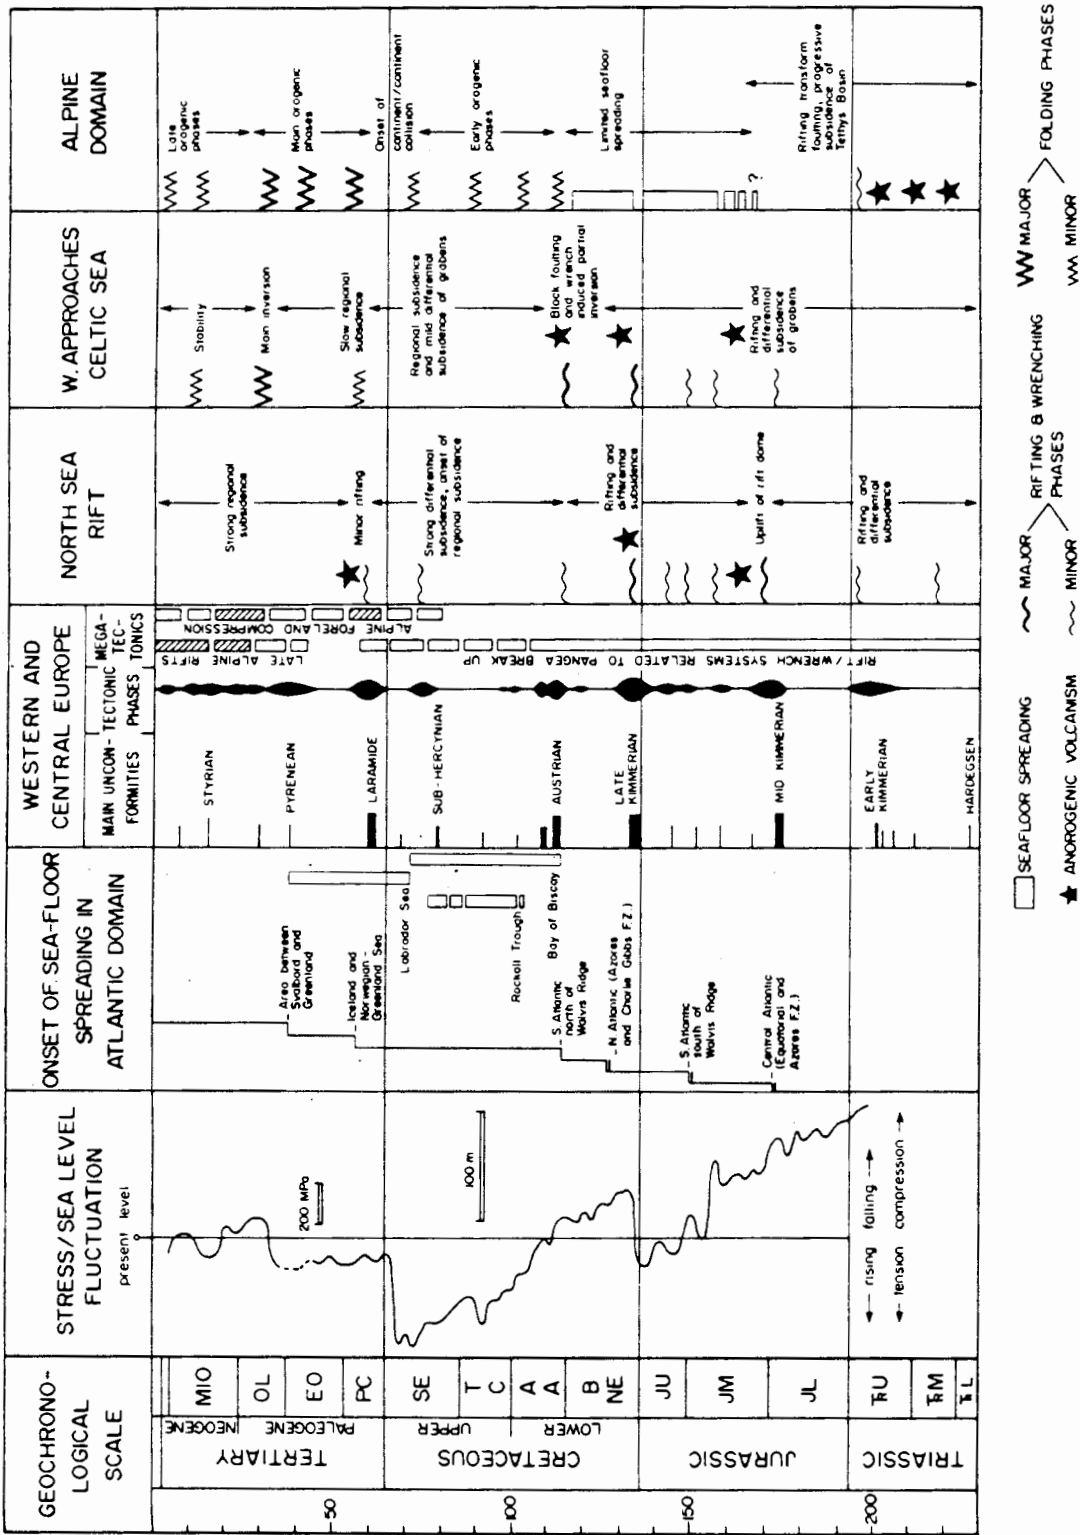 GEOCHRONO-
LOGICAL
SCALE
50
100
150
200
TERTIARY
CRETACEOUS
JURASSIC
TRIASSIC
NEOGENE
PALEOGENE
UPPER
LOWER
MIO
OL
EO
PC
SE
T
C
A
A
B
NE
JU
JM
JL
TRU
TRM
TRL
STRESS/SEA LEVEL
FLUCTUATION
present level
200 MPa
100 m
rising falling
tension compression
ONSET OF SEA-FLOOR
SPREADING IN
ATLANTIC DOMAIN
Area between
Svalbard and
Greenland
Iceland and
Norwegian-
Greenland Sea
Labrador Sea
Rockall Trough
Bay of Biscay
S. Atlantic
north of
Walvis Ridge
N Atlantic (Azores
and Charlie Gibbs F.Z.)
S. Atlantic
south of
Walvis Ridge
Central Atlantic
(Equatorial and
Azores F.Z.)
WESTERN AND
CENTRAL EUROPE
MAIN UNCON-
FORMITIES
TECTONIC
PHASES
MEGA-
TEC-
TONICS
STYRIAN
PYRENEAN
LARAMIDE
SUB-HERCYNIAN
AUSTRIAN
LATE
KIMMERIAN
MID KIMMERIAN
EARLY
KIMMERIAN
HARDEGSEN
RIFT/WRENCH SYSTEMS RELATED TO PANGEA BREAK UP
LATE ALPINE RIFTS
ALPINE FORELAND COMPRESSION
NORTH SEA
RIFT
Strong regional
subsidence
Minor rifting
Strong differential
subsidence, onset of
regional subsidence
Rifting and
differential
subsidence
Uplift of rift dome
Rifting and
differential
subsidence
W. APPROACHES
CELTIC SEA
Stability
Main inversion
Slow regional
subsidence
Regional subsidence
and mild differential
subsidence of grabens
Block faulting
and wrench
induced partial
inversion
Rifting and
differential
subsidence
of grabens
ALPINE
DOMAIN
Late
orogenic
phases
Main orogenic
phases
Onset of
continent/continent
collision
Early orogenic
phases
Limited seafloor
spreading
?
Rifting transform
faulting, progressive
subsidence of
Tethys Basin
SEAFLOOR SPREADING
ANOROGENIC VOLCANISM
MAJOR
MINOR
RIFTING & WRENCHING
PHASES
MAJOR
MINOR
FOLDING PHASES